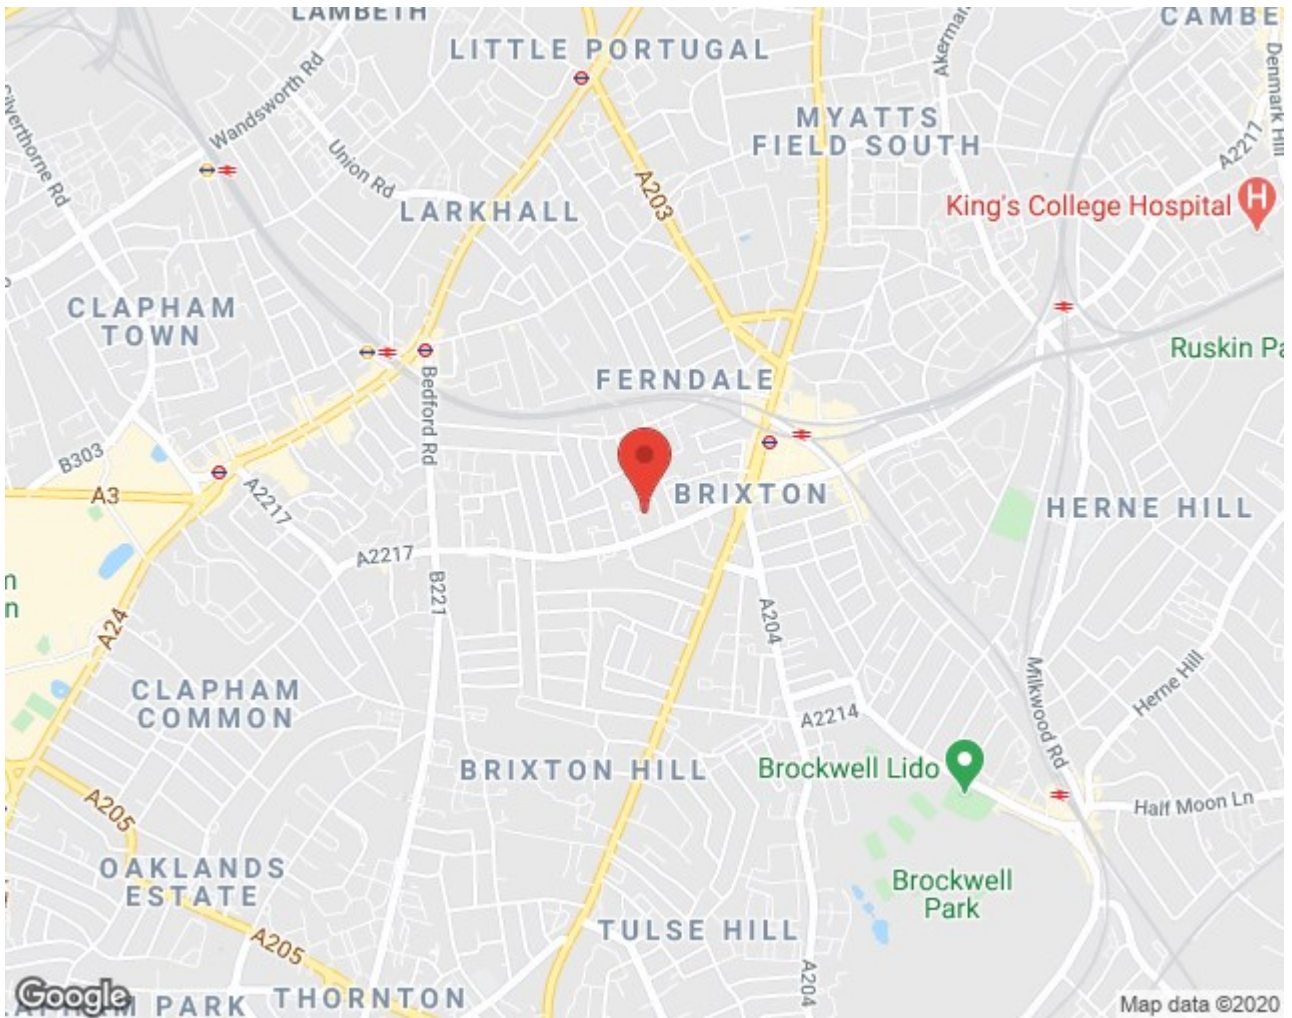 LAMBETH
CAMBE
LITTLE PORTUGAL
Akerman
Denmark Hill
Wandsworth Rd
Silverthorne Rd
MYATTS
FIELD SOUTH
Union Rd
A2217
A203
LARKHALL
King's College Hospital
H
CLAPHAM
TOWN
Ruskin Pa
FERNDALE
Bedford Rd
B303
A3
A2217
BRIXTON
HERNE HILL
A2217
B221
A204
A24
CLAPHAM
COMMON
Milkwood Rd
Herne Hill
A2214
BRIXTON HILL
Brockwell Lido
A205
Half Moon Ln
OAKLANDS
ESTATE
Brockwell
Park
TULSE HILL
A205
A204
Google
APHAM PARK
THORNTON
Map data ©2020